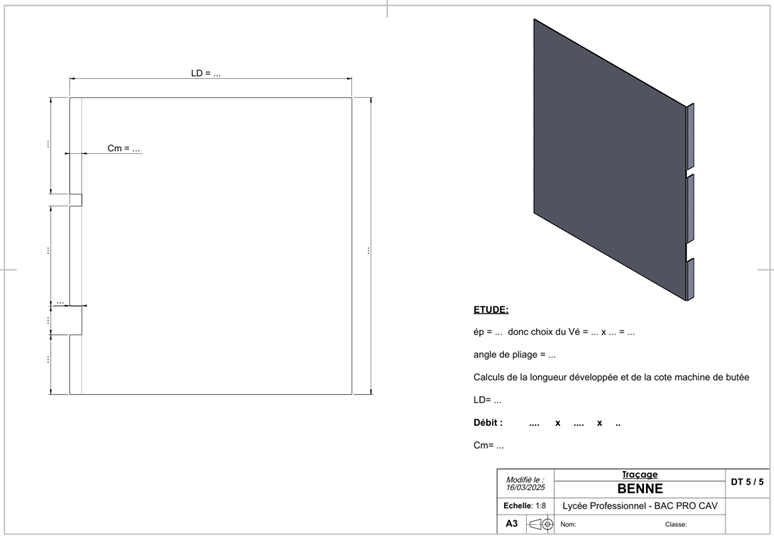 LD = ...
...
Cm = ...
...
...
...
...
...
ETUDE:
ép = ... donc choix du Vé = ... x ... = ...
angle de pliage = ...
Calculs de la longueur développée et de la cote machine de butée
LD= ...
Débit : .... x .... x ..
Cm= ...
Modifié le :
16/03/2025
Traçage
BENNE
DT 5 / 5
Echelle: 1:8
Lycée Professionnel - BAC PRO CAV
A3
Nom:
Classe: